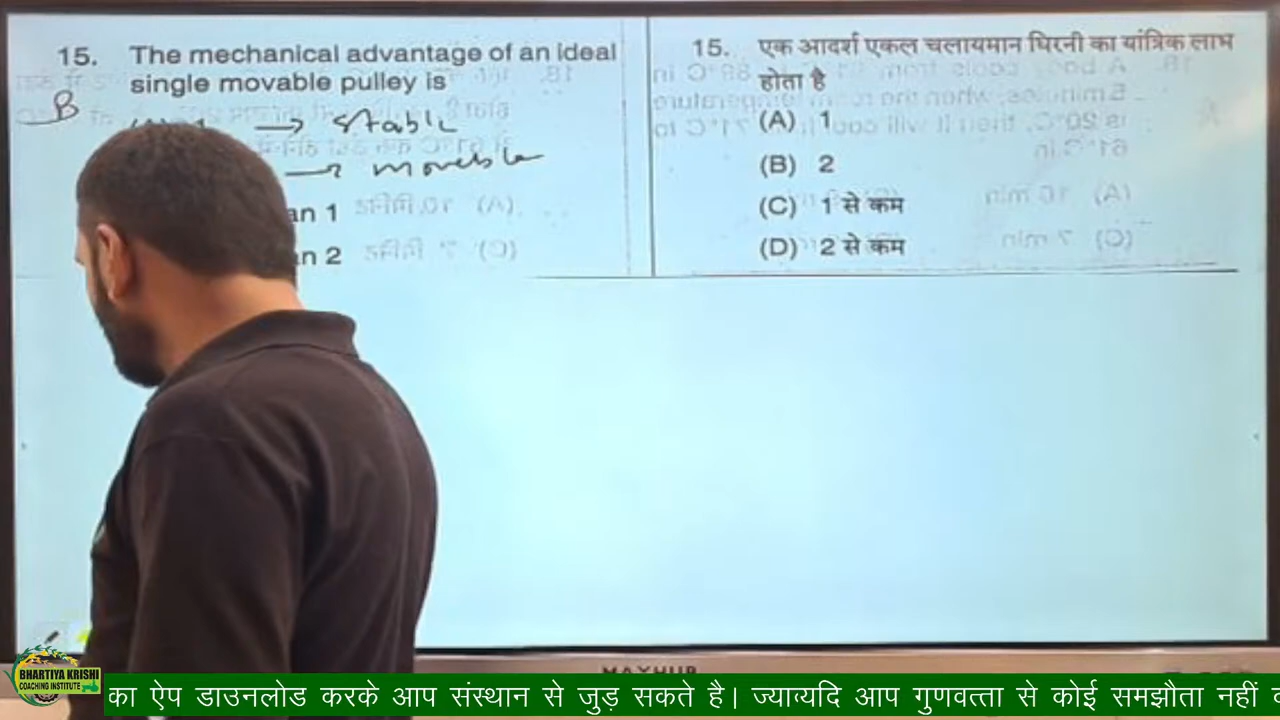 15. The mechanical advantage of an ideal
single movable pulley is
B
→ stable
→ movable
an 1
an 2
15. एक आदर्श एकल चलायमान घिरनी का यांत्रिक लाभ
होता है
(A) 1
(B) 2
(C) 1 से कम
(D) 2 से कम
MAXHUB
BHARTIYA KRISHI
COACHING INSTITUTE
का ऐप डाउनलोड करके आप संस्थान से जुड़ सकते है। ज्याय्यदि आप गुणवत्ता से कोई समझौता नहीं